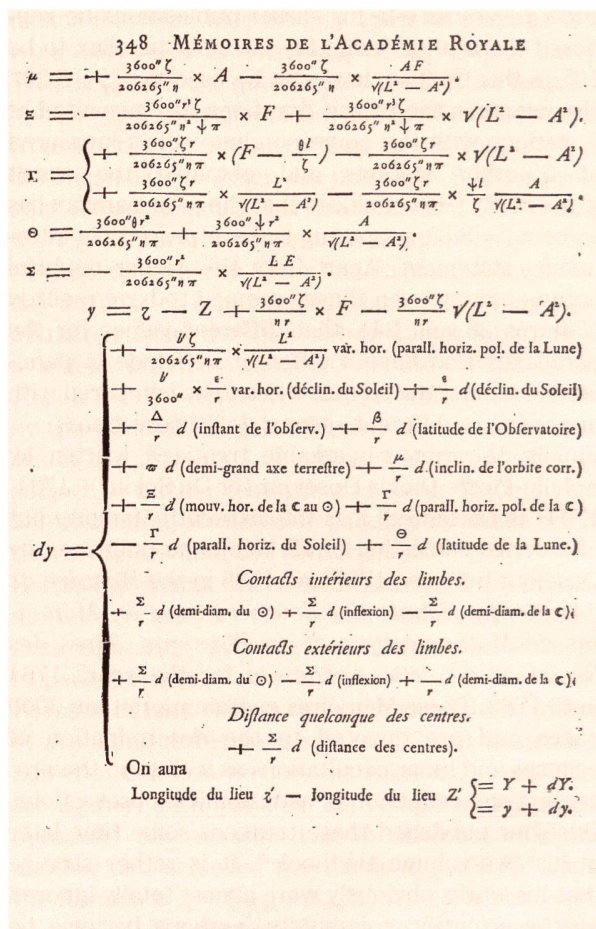 348 MÉMOIRES DE L'ACADÉMIE ROYALE
μ = + 3600"ζ / 206265"η × A − 3600"ζ / 206265"η × AF / √(L² − A²).
Ξ = − 3600"r²ζ / 206265"η²ψπ × F + 3600"r²ζ / 206265"η²ψπ × √(L² − A²).
Γ = { + 3600"ζr / 206265"ηπ × (F − θl / ζ) − 3600"ζr / 206265"ηπ × √(L² − A²)
+ 3600"ζr / 206265"ηπ × L² / √(L² − A²) − 3600"ζr / 206265"ηπ × ψl / ζ × A / √(L² − A²).
Θ = 3600"θr² / 206265"ηπ + 3600"ψr² / 206265"ηπ × A / √(L² − A²).
Σ = 3600"r² / 206265"ηπ × LE / √(L² − A²).
y = z − Z + 3600"ζ / ηr × F − 3600"ζ / ηr √(L² − A²).
dy = { + νζ / 206265"ηπ × L² / √(L² − A²) var. hor. (parall. horiz. pol. de la Lune)
+ ν / 3600" × ε / r var. hor. (déclin. du Soleil) + ε / r d (déclin. du Soleil)
+ Δ / r d (instant de l'observ.) + β / r d (latitude de l'Observatoire)
+ ϖ d (demi-grand axe terrestre) + μ / r d (inclin. de l'orbite corr.)
+ Ξ / r d (mouv. hor. de la ☾ au ☉) + Γ / r d (parall. horiz. pol. de la ☾)
− Γ / r d (parall. horiz. du Soleil) + Θ / r d (latitude de la Lune.)
Contacts intérieurs des limbes.
+ Σ / r d (demi-diam. du ☉) + Σ / r d (inflexion) − Σ / r d (demi-diam. de la ☾);
Contacts extérieurs des limbes.
+ Σ / r d (demi-diam. du ☉) − Σ / r d (inflexion) + Σ / r d (demi-diam. de la ☾);
Distance quelconque des centres.
+ Σ / r d (distance des centres).
On aura
Longitude du lieu z' − longitude du lieu Z' { = Y + dY.
= y + dy.